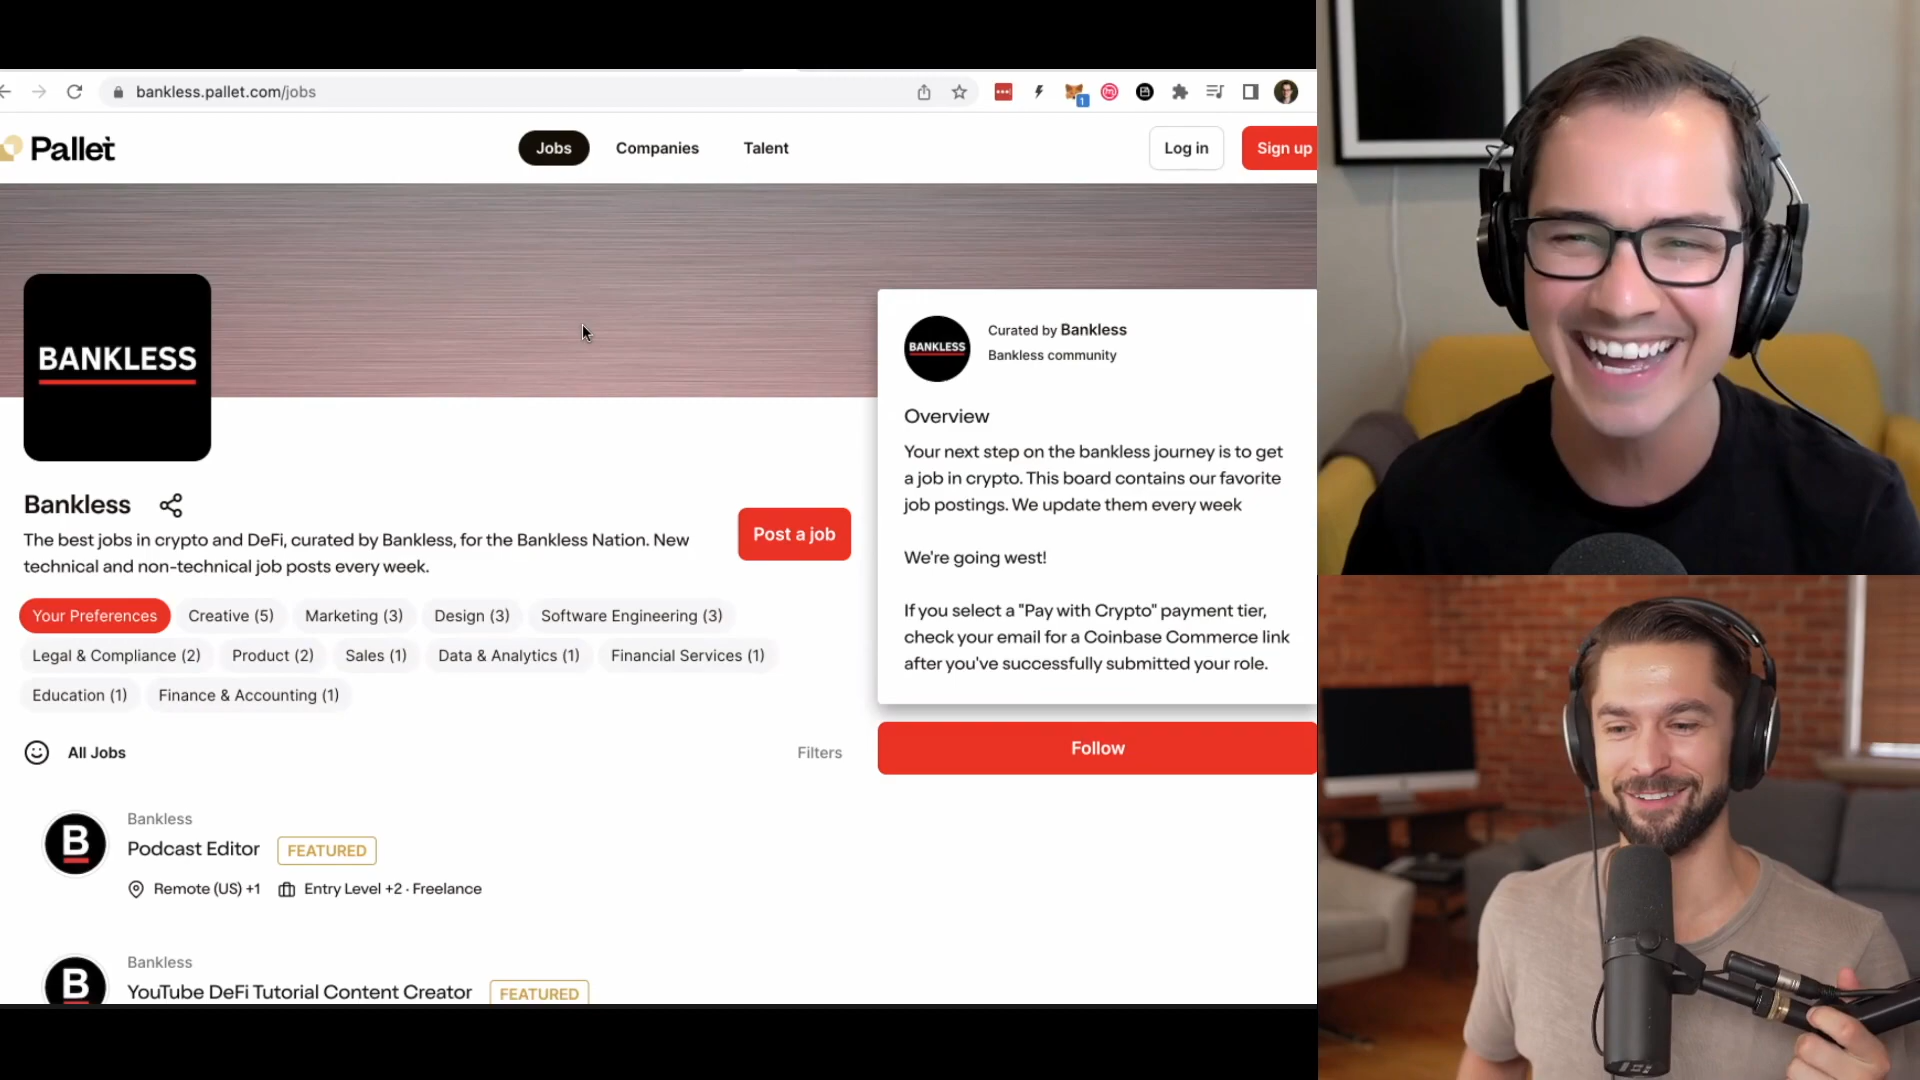 bankless.pallet.com/jobs
1
Pallet
Jobs
Companies
Talent
Log in
Sign up
BANKLESS
BANKLESS
Curated by Bankless
Bankless community
Overview
Your next step on the bankless journey is to get
a job in crypto. This board contains our favorite
job postings. We update them every week
We're going west!
If you select a "Pay with Crypto" payment tier,
check your email for a Coinbase Commerce link
after you've successfully submitted your role.
Follow
Bankless
The best jobs in crypto and DeFi, curated by Bankless, for the Bankless Nation. New
technical and non-technical job posts every week.
Post a job
Your Preferences
Creative (5)
Marketing (3)
Design (3)
Software Engineering (3)
Legal & Compliance (2)
Product (2)
Sales (1)
Data & Analytics (1)
Financial Services (1)
Education (1)
Finance & Accounting (1)
All Jobs
Filters
B
Bankless
Podcast Editor
FEATURED
Remote (US) +1
Entry Level +2 · Freelance
B
Bankless
YouTube DeFi Tutorial Content Creator
FEATURED